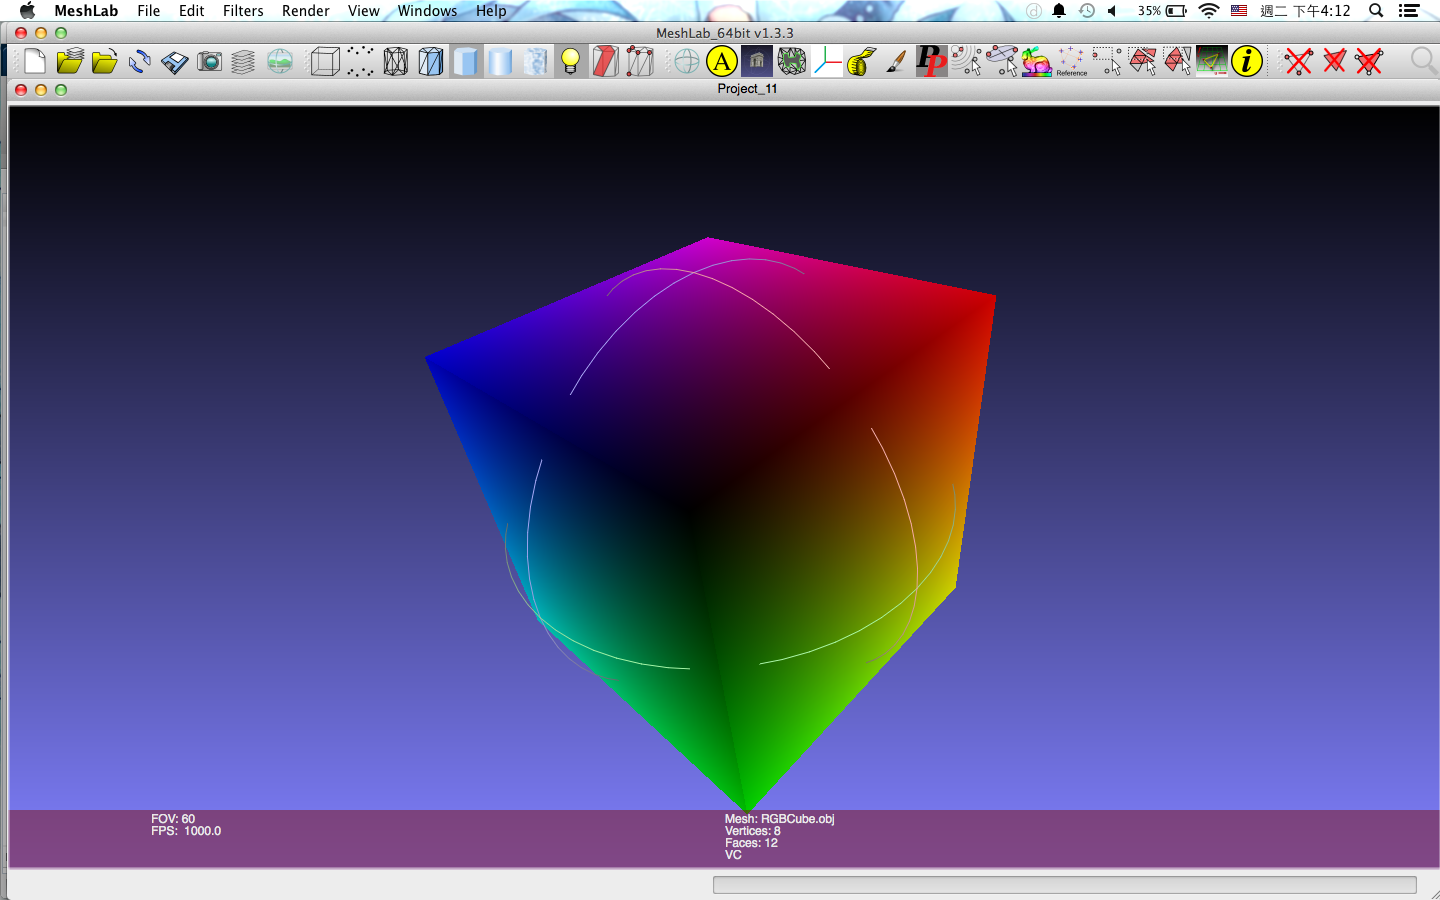 MeshLab File Edit Filters Render View Windows Help 35% 週二 下午4:12
MeshLab_64bit v1.3.3
A PP Reference i
Project_11
FOV: 60
FPS: 1000.0
Mesh: RGBCube.obj
Vertices: 8
Faces: 12
VC